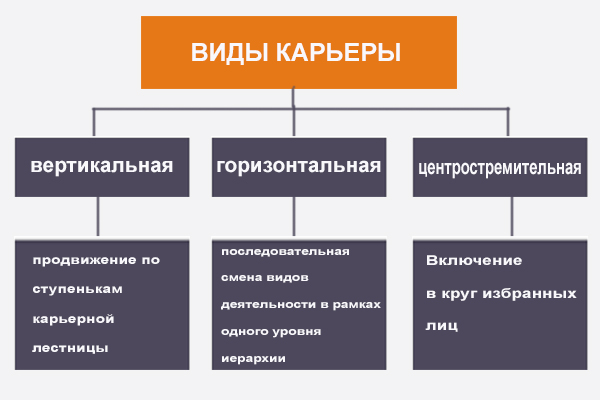 ВИДЫ КАРЬЕРЫ
вертикальная
горизонтальная
центростремительная
продвижение по
ступенькам
карьерной
лестницы
последовательная
смена видов
деятельности в рамках
одного уровня
иерархии
Включение
в круг избранных
лиц